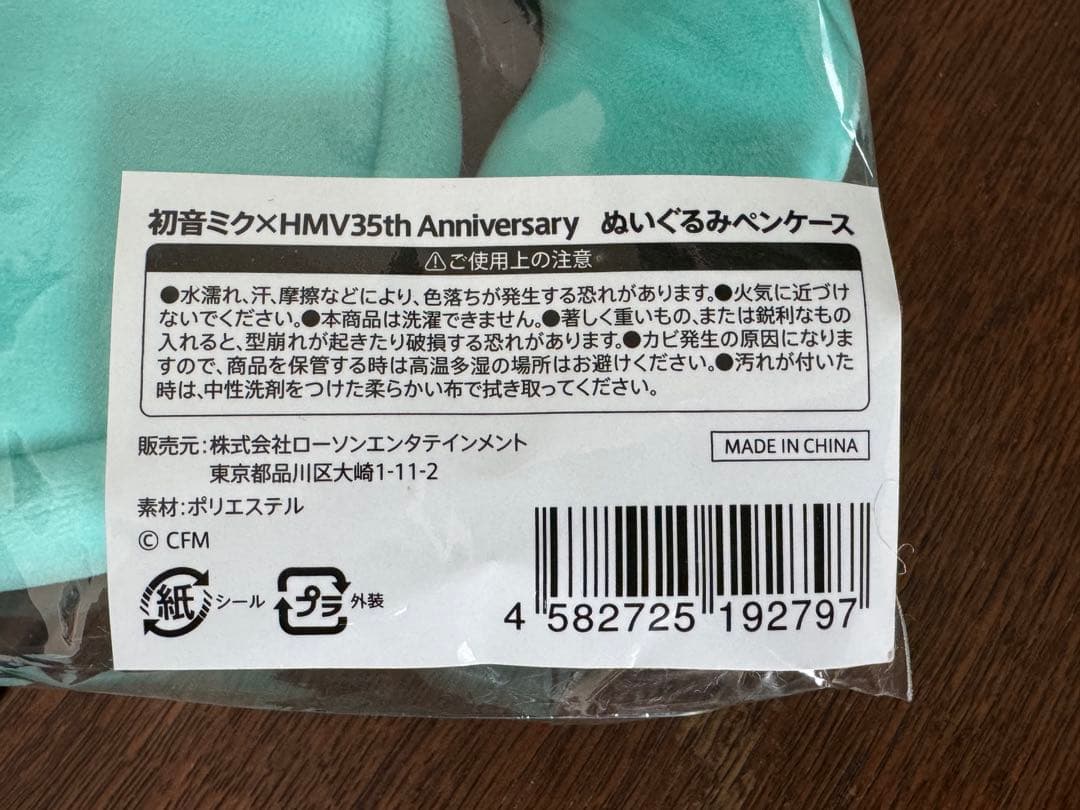 初音ミク×HMV35th Anniversary ぬいぐるみペンケース
⚠ご使用上の注意
●水濡れ、汗、摩擦などにより、色落ちが発生する恐れがあります。●火気に近づけ
ないでください。●本商品は洗濯できません。●著しく重いもの、または鋭利なもの
入れると、型崩れが起きたり破損する恐れがあります。●カビ発生の原因になりま
すので、商品を保管する時は高温多湿の場所はお避けください。●汚れが付いた
時は、中性洗剤をつけた柔らかい布で拭き取ってください。
販売元：株式会社ローソンエンタテインメント
東京都品川区大崎1-11-2
MADE IN CHINA
素材：ポリエステル
© CFM
紙 シール プラ 外装
4 582725 192797